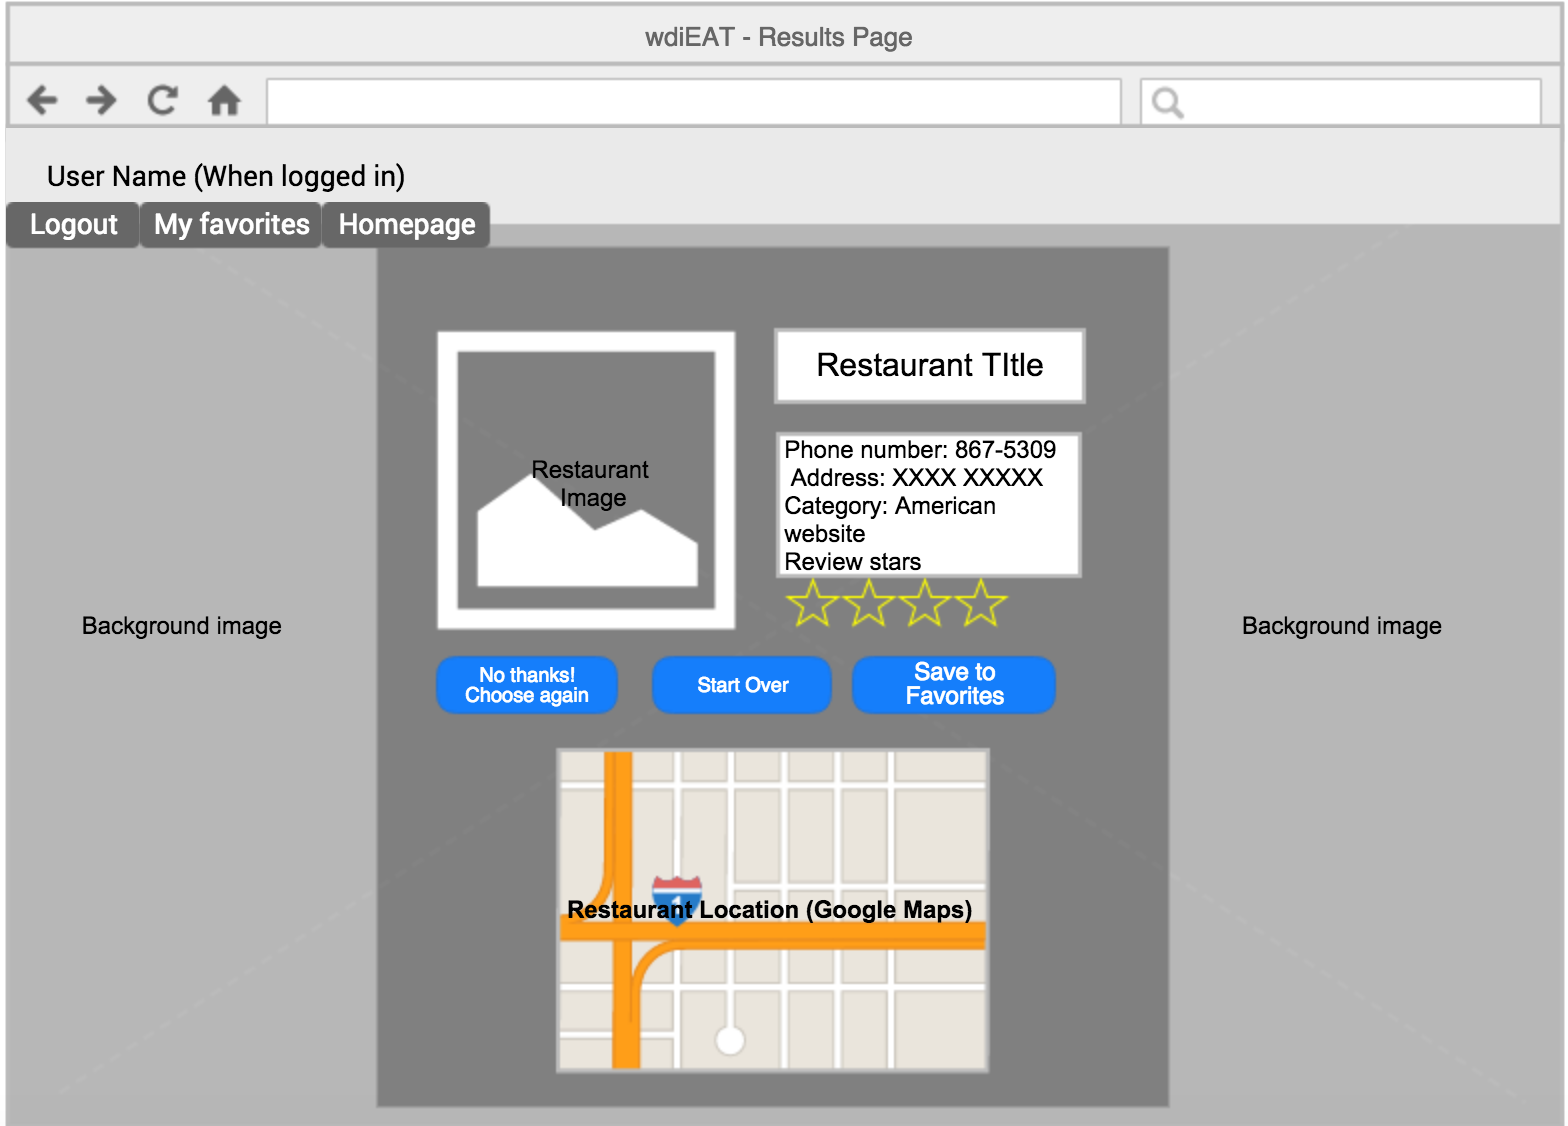 wdiEAT - Results Page
User Name (When logged in)
Logout My favorites Homepage
Restaurant TItle
Restaurant
Image
Phone number: 867-5309
Address: XXXX XXXXX
Category: American
website
Review stars
Background image
Background image
No thanks!
Choose again
Start Over
Save to
Favorites
1
Restaurant Location (Google Maps)